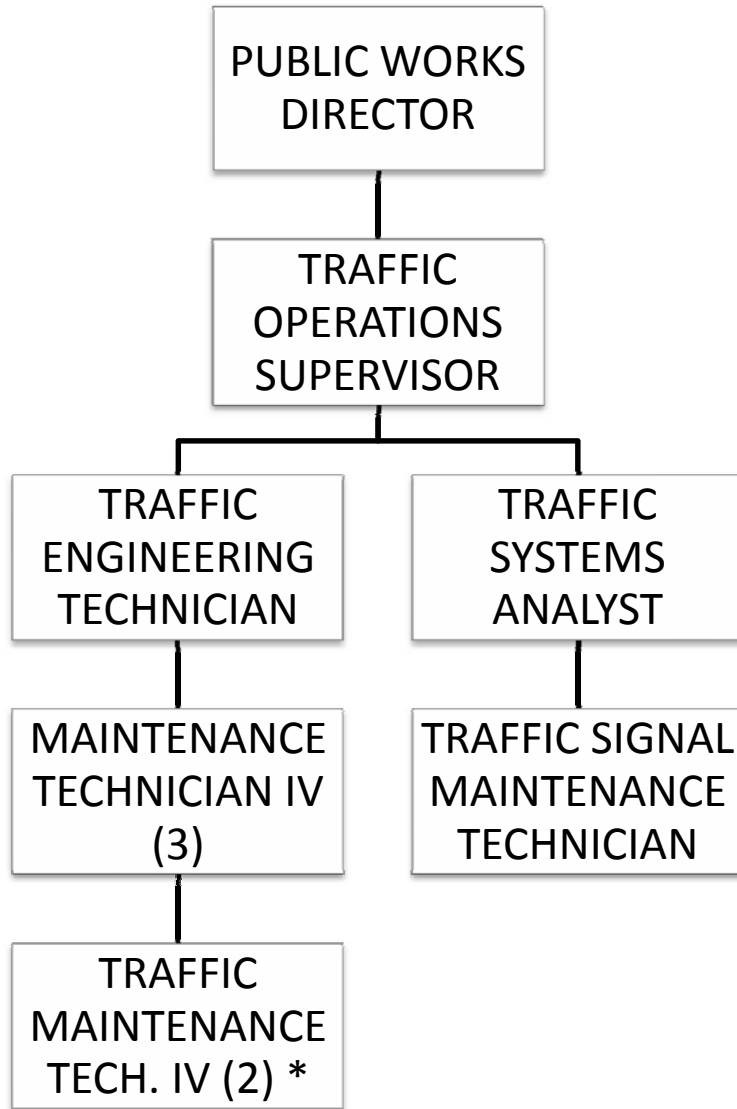 PUBLIC WORKS
DIRECTOR
TRAFFIC
OPERATIONS
SUPERVISOR
TRAFFIC
ENGINEERING
TECHNICIAN
TRAFFIC
SYSTEMS
ANALYST
MAINTENANCE
TECHNICIAN IV
(3)
TRAFFIC SIGNAL
MAINTENANCE
TECHNICIAN
TRAFFIC
MAINTENANCE
TECH. IV (2) *